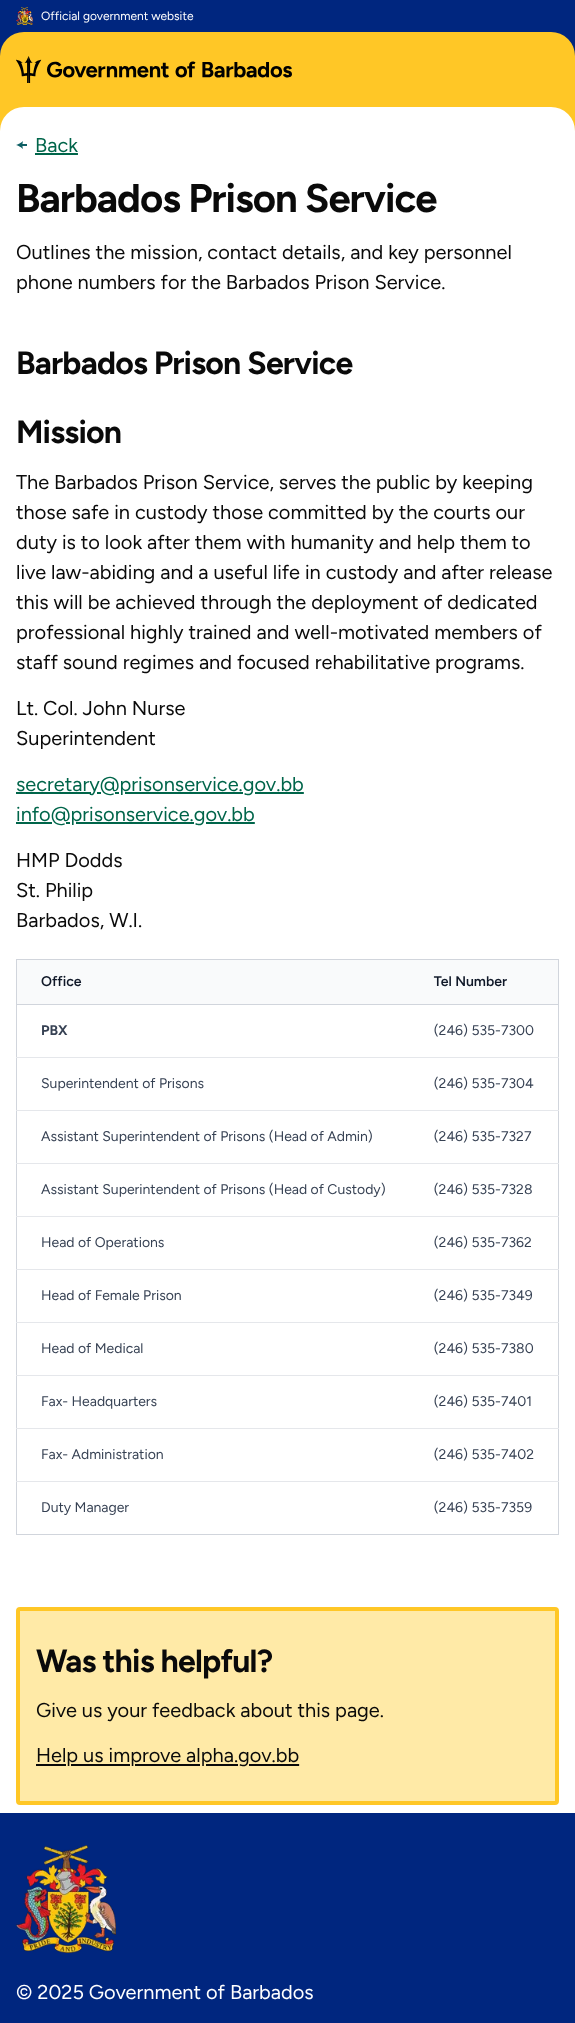 Official government website
Government of Barbados
Back
Barbados Prison Service
Outlines the mission, contact details, and key personnel
phone numbers for the Barbados Prison Service.
Barbados Prison Service
Mission
The Barbados Prison Service, serves the public by keeping
those safe in custody those committed by the courts our
duty is to look after them with humanity and help them to
live law-abiding and a useful life in custody and after release
this will be achieved through the deployment of dedicated
professional highly trained and well-motivated members of
staff sound regimes and focused rehabilitative programs.
Lt. Col. John Nurse
Superintendent
secretary@prisonservice.gov.bb
info@prisonservice.gov.bb
HMP Dodds
St. Philip
Barbados, W.I.
Office Tel Number
PBX (246) 535-7300
Superintendent of Prisons (246) 535-7304
Assistant Superintendent of Prisons (Head of Admin) (246) 535-7327
Assistant Superintendent of Prisons (Head of Custody) (246) 535-7328
Head of Operations (246) 535-7362
Head of Female Prison (246) 535-7349
Head of Medical (246) 535-7380
Fax- Headquarters (246) 535-7401
Fax- Administration (246) 535-7402
Duty Manager (246) 535-7359
Was this helpful?
Give us your feedback about this page.
Help us improve alpha.gov.bb
PRIDE AND INDUSTRY
© 2025 Government of Barbados